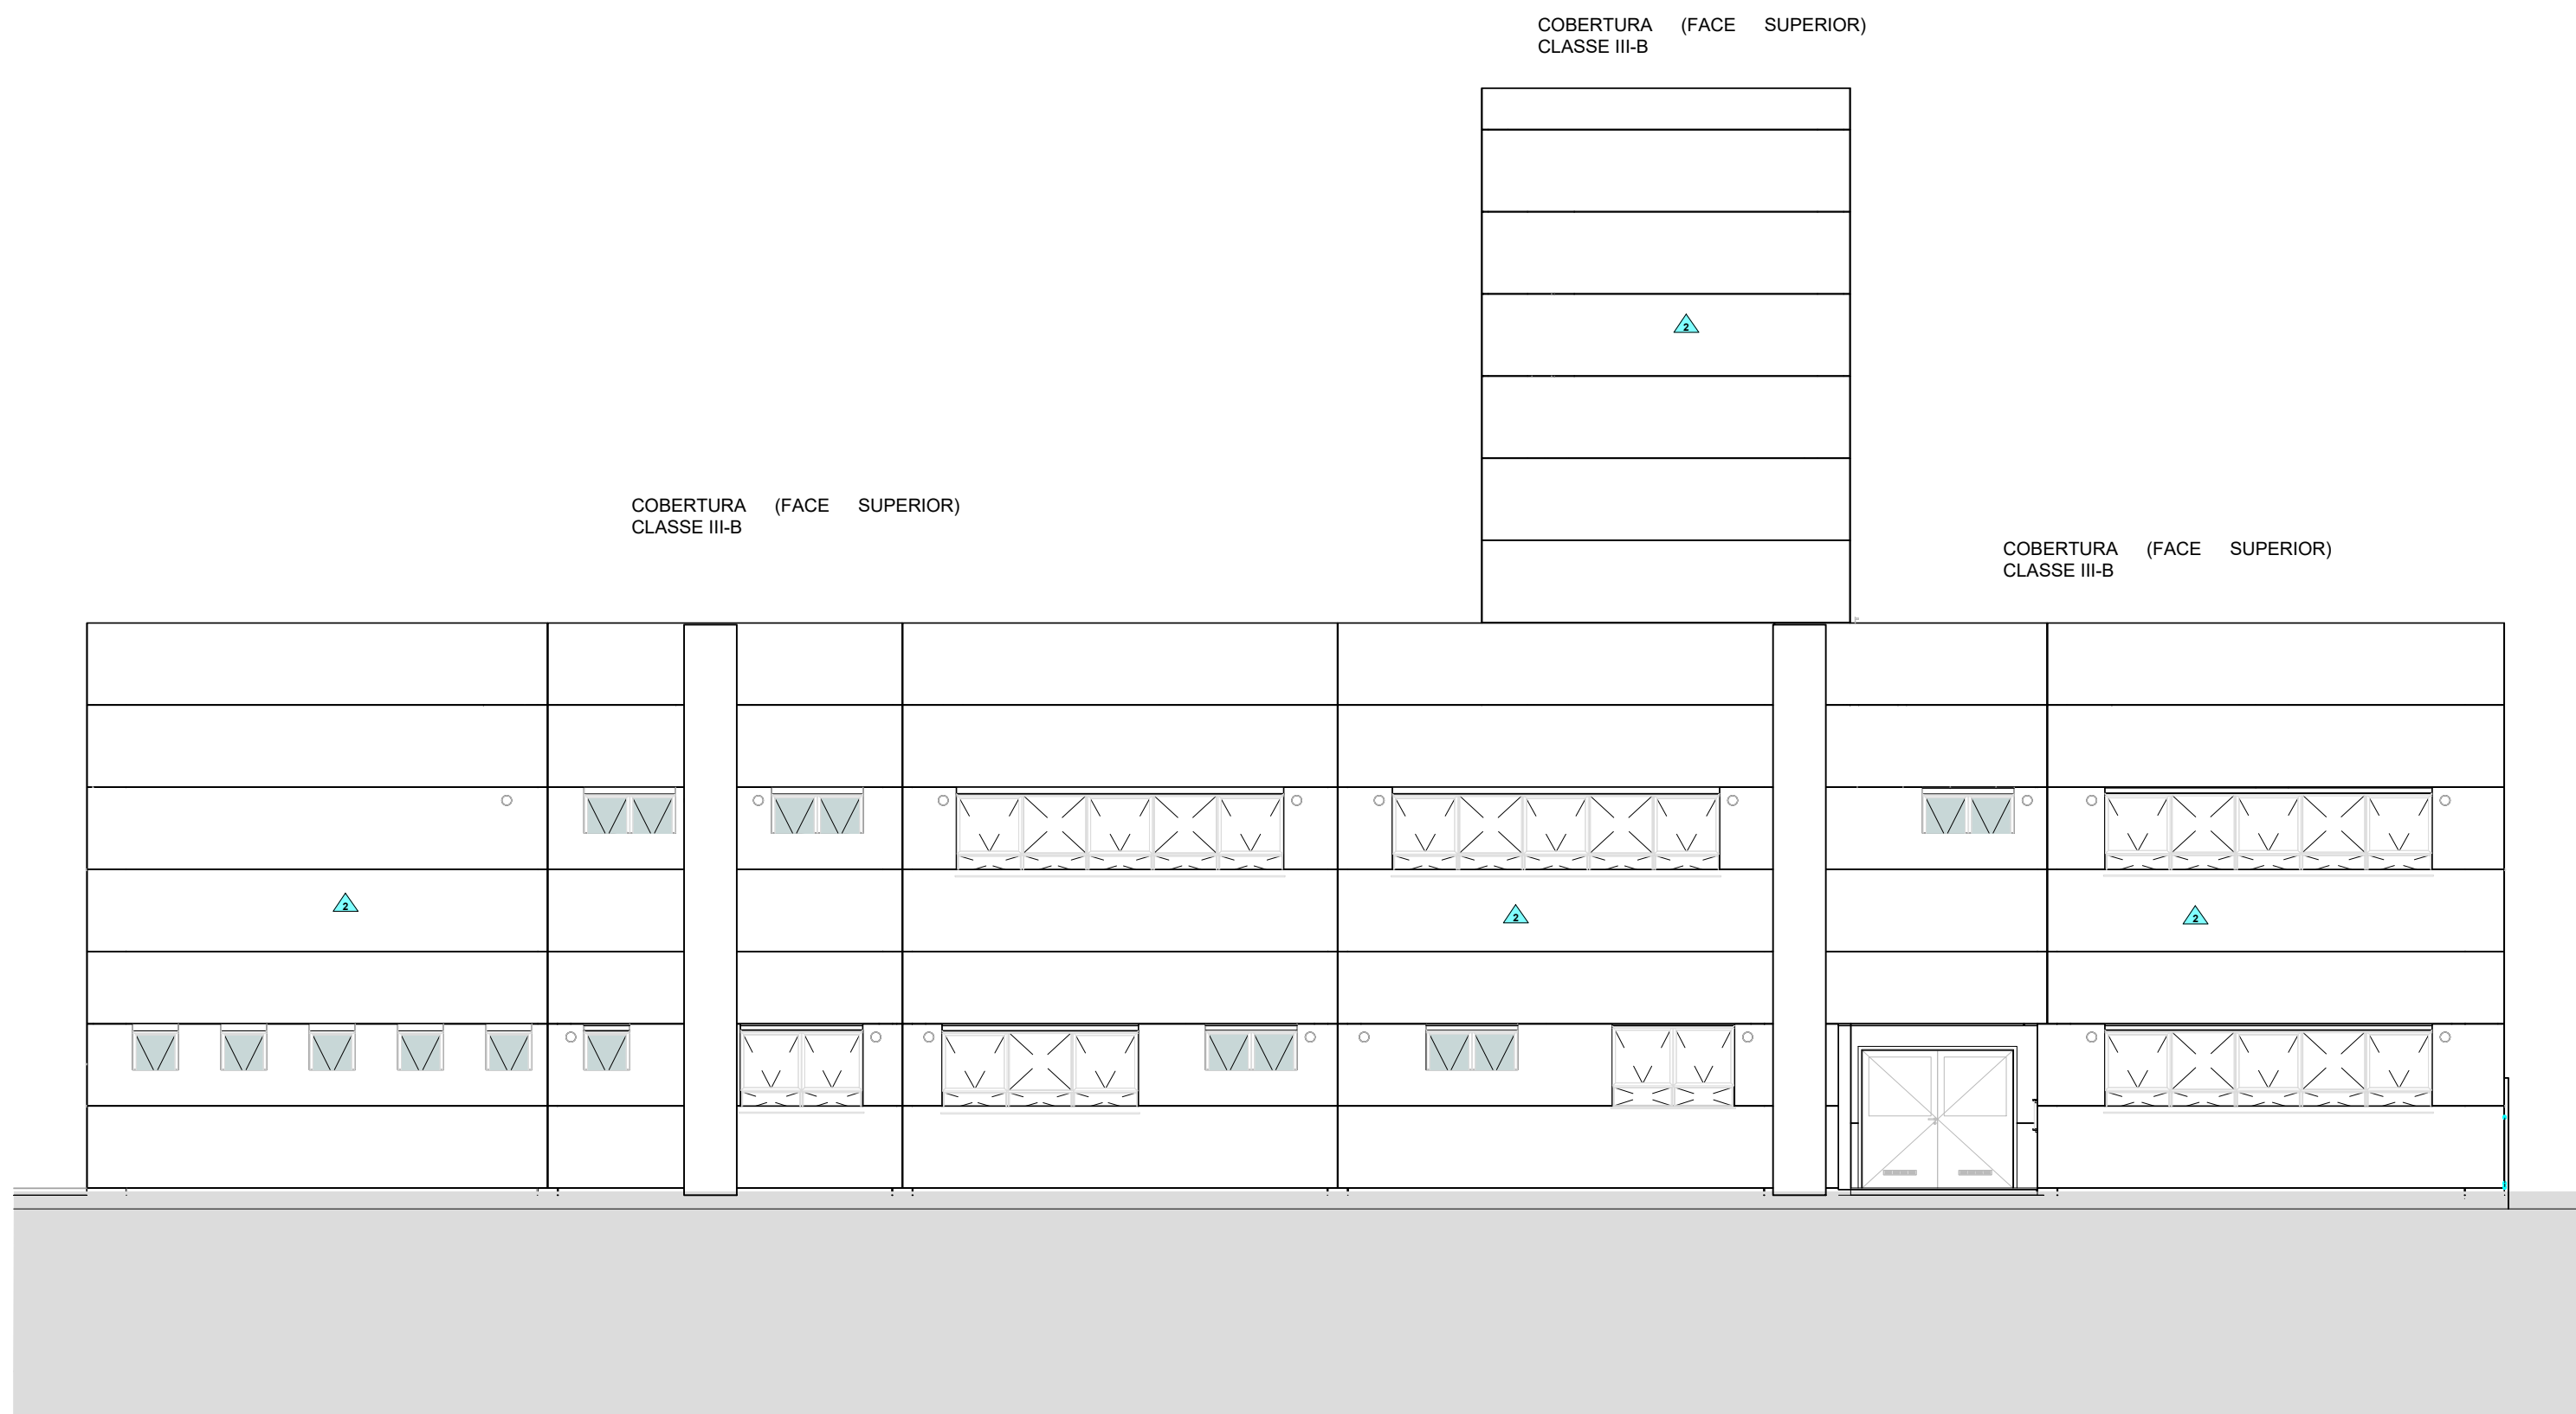 COBERTURA (FACE SUPERIOR)
CLASSE III-B
2
COBERTURA (FACE SUPERIOR)
CLASSE III-B
COBERTURA (FACE SUPERIOR)
CLASSE III-B
2
2
2